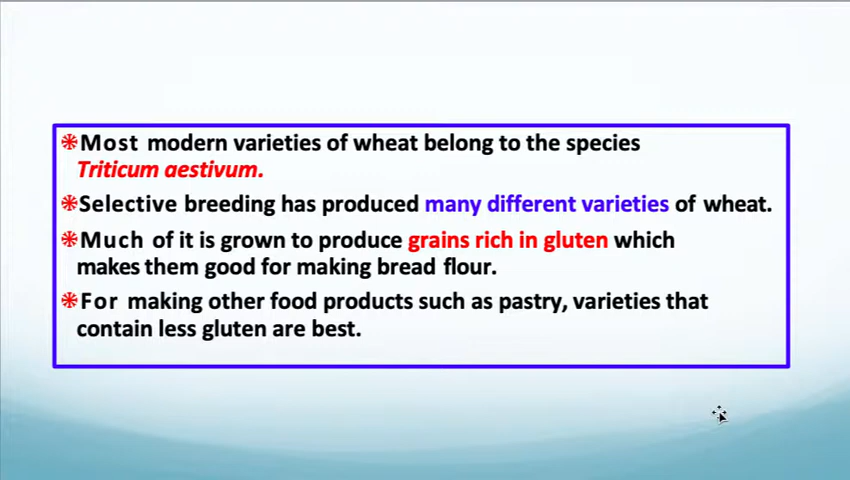 Most modern varieties of wheat belong to the species
Triticum aestivum.
Selective breeding has produced many different varieties of wheat.
Much of it is grown to produce grains rich in gluten which
makes them good for making bread flour.
For making other food products such as pastry, varieties that
contain less gluten are best.